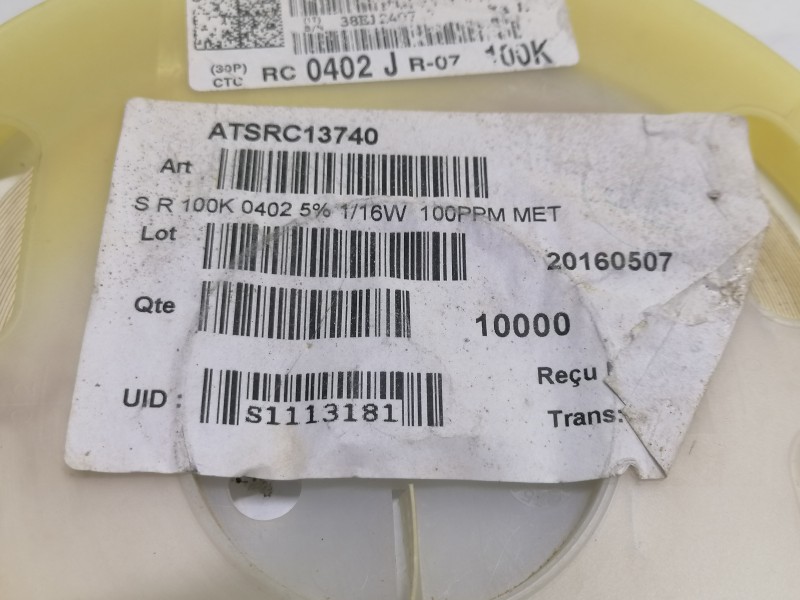 38E12407
(30P)
CTC
RC 0402 J R-07 100K
ATSRC13740
Art
S R 100K 0402 5% 1/16W 100PPM MET
Lot
20160507
Qte
10000
Reçu
UID :
S1113181
Trans: